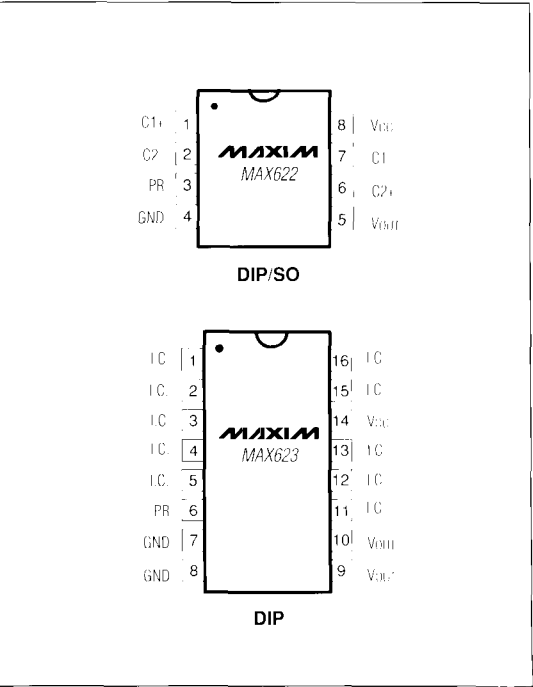 C1+ 1 8 VCC
C2 2 MAXIM 7 C1
PR 3 MAX622 6 C2+
GND 4 5 VOUT
DIP/SO
I.C 1 16 I.C
I.C. 2 15 I.C
I.C 3 14 VCC
MAXIM
I.C. 4 MAX623 13 I.C
I.C. 5 12 I.C
PR 6 11 I.C
GND 7 10 VOUT
GND 8 9 VOUT
DIP